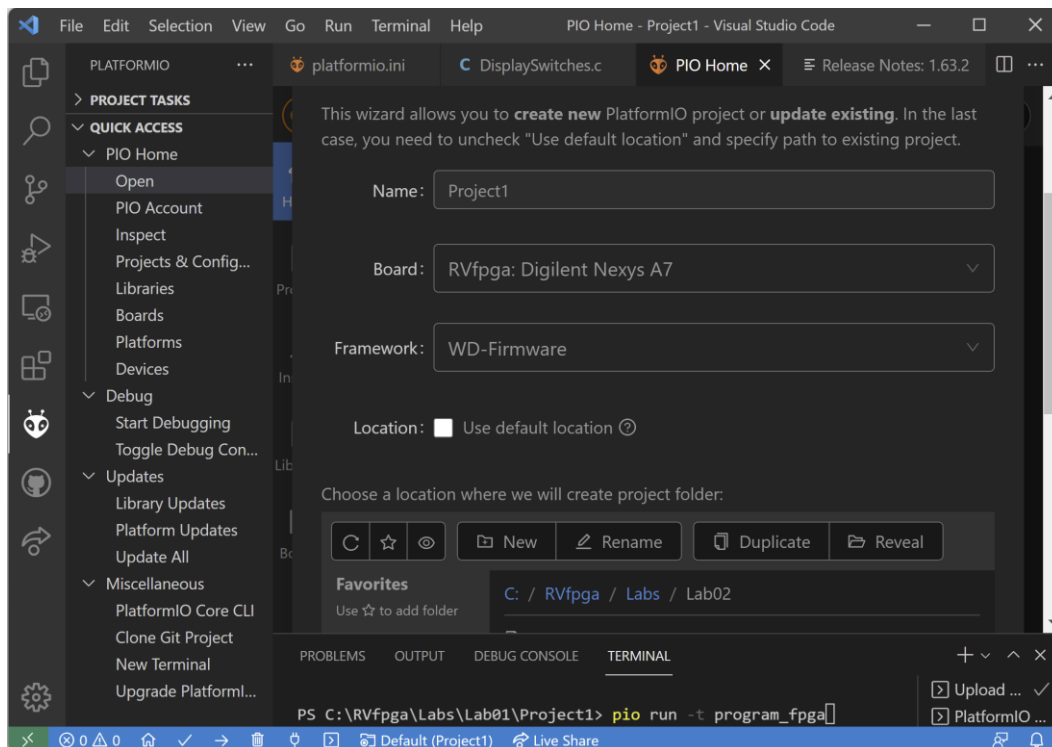 File Edit Selection View Go Run Terminal Help PIO Home - Project1 - Visual Studio Code
PLATFORMIO ...
platformio.ini
C DisplaySwitches.c
PIO Home
Release Notes: 1.63.2
PROJECT TASKS
QUICK ACCESS
PIO Home
Open
PIO Account
Inspect
Projects & Config...
Libraries
Boards
Platforms
Devices
Debug
Start Debugging
Toggle Debug Con...
Updates
Library Updates
Platform Updates
Update All
Miscellaneous
PlatformIO Core CLI
Clone Git Project
New Terminal
Upgrade PlatformI...
This wizard allows you to create new PlatformIO project or update existing. In the last
case, you need to uncheck "Use default location" and specify path to existing project.
Name: Project1
Board: RVfpga: Digilent Nexys A7
Framework: WD-Firmware
Location: Use default location
Choose a location where we will create project folder:
New Rename Duplicate Reveal
Favorites
Use ☆ to add folder
C: / RVfpga / Labs / Lab02
PROBLEMS OUTPUT DEBUG CONSOLE TERMINAL
PS C:\RVfpga\Labs\Lab01\Project1> pio run -t program_fpga
Upload ...
PlatformIO ...
0 0 Default (Project1) Live Share